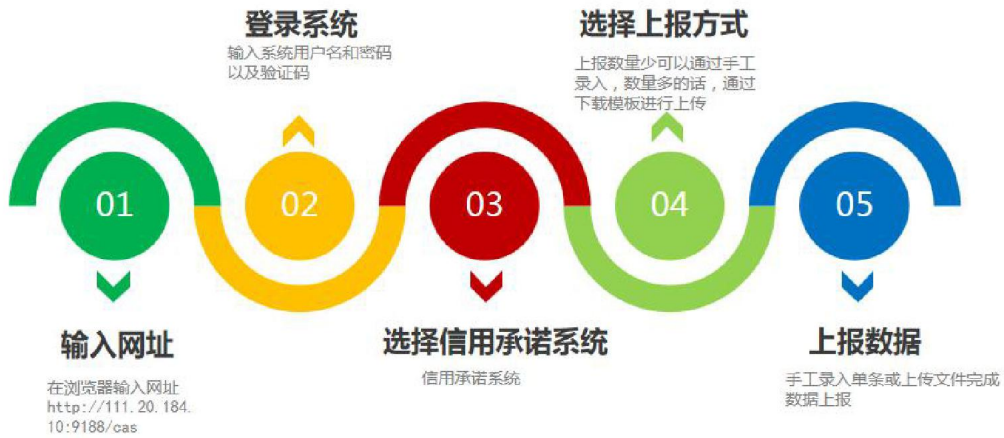 登录系统
输入系统用户名和密码
以及验证码
选择上报方式
上报数量少可以通过手工
录入，数量多的话，通过
下载模板进行上传
01
02
03
04
05
输入网址
在浏览器输入网址
http://111.20.184.
10:9188/cas
选择信用承诺系统
信用承诺系统
上报数据
手工录入单条或上传文件完成
数据上报